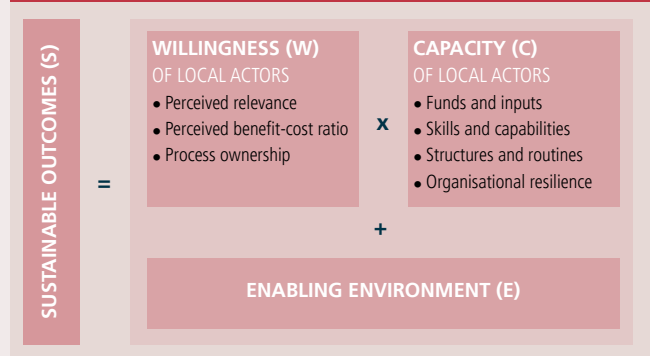 SUSTAINABLE OUTCOMES (S)
=
WILLINGNESS (W)
OF LOCAL ACTORS
• Perceived relevance
• Perceived benefit-cost ratio
• Process ownership
x
CAPACITY (C)
OF LOCAL ACTORS
• Funds and inputs
• Skills and capabilities
• Structures and routines
• Organisational resilience
+
ENABLING ENVIRONMENT (E)